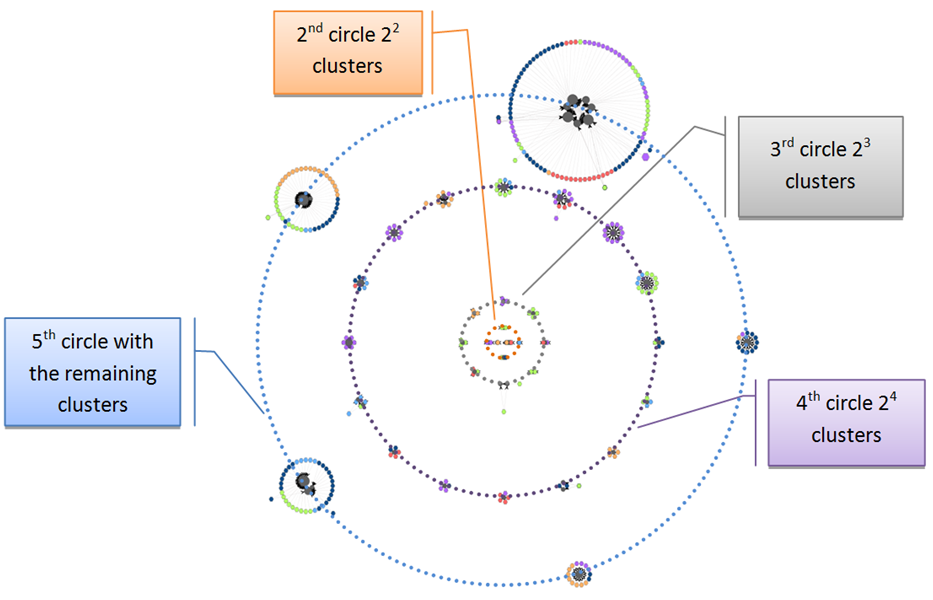 2nd circle 2²
clusters
3rd circle 2³
clusters
5th circle with
the remaining
clusters
4th circle 2⁴
clusters